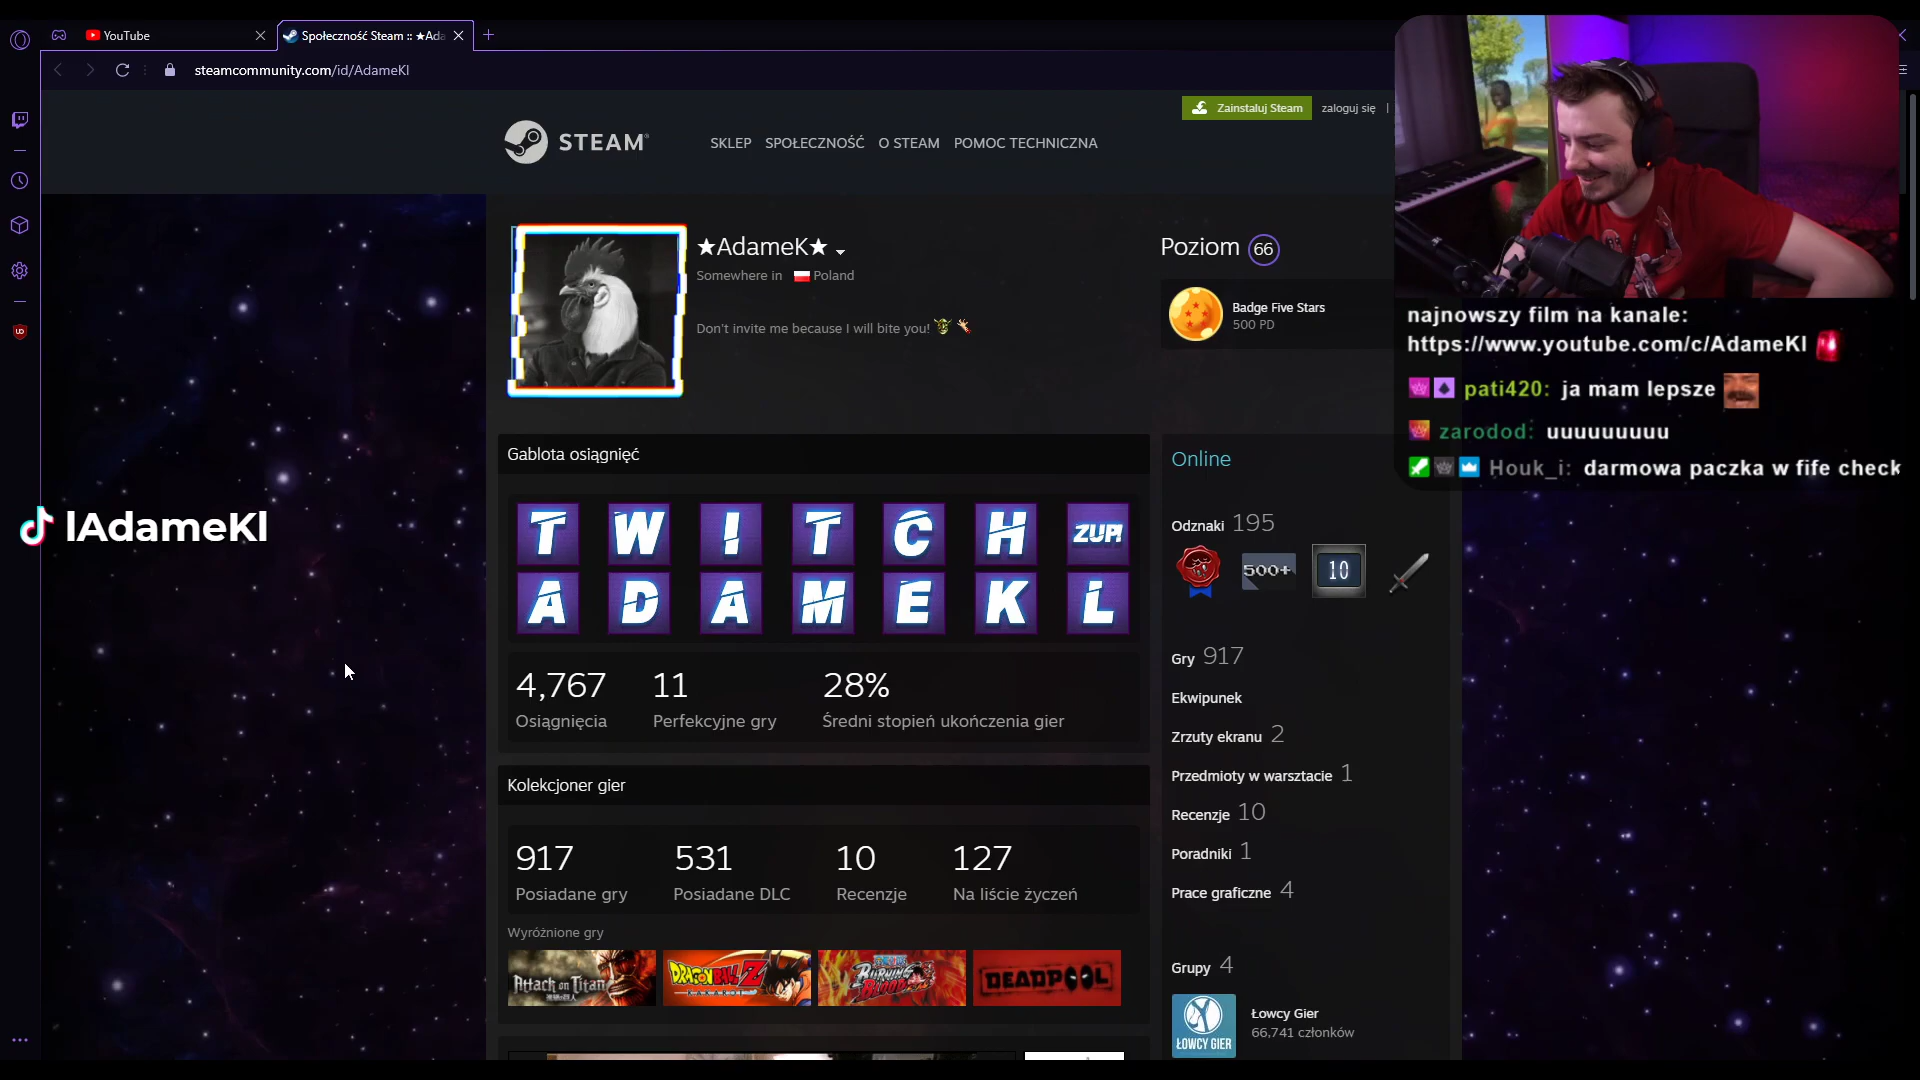 YouTube
Społeczność Steam :: ★Ada
steamcommunity.com/id/AdameKl
Zainstaluj Steam
zaloguj się |
STEAM®
SKLEP SPOŁECZNOŚĆ O STEAM POMOC TECHNICZNA
★AdameK★
Somewhere in Poland
Don't invite me because I will bite you!
Poziom 66
Badge Five Stars
500 PD
najnowszy film na kanale:
https://www.youtube.com/c/AdameKl
pati420: ja mam lepsze
zarodod: uuuuuuuuu
Houk_i: darmowa paczka w fife check
lAdameKl
Gablota osiągnięć
T W I T C H ZUP!
A D A M E K L
4,767 11 28%
Osiągnięcia Perfekcyjne gry Średni stopień ukończenia gier
Kolekcjoner gier
917 531 10 127
Posiadane gry Posiadane DLC Recenzje Na liście życzeń
Wyróżnione gry
Attack on Titan
DRAGON BALL Z
KAKAROT
BURNING BLOOD
DEADPOOL
Online
Odznaki 195
500+
10
Gry 917
Ekwipunek
Zrzuty ekranu 2
Przedmioty w warsztacie 1
Recenzje 10
Poradniki 1
Prace graficzne 4
Grupy 4
ŁOWCY GIER
Łowcy Gier
66,741 członków